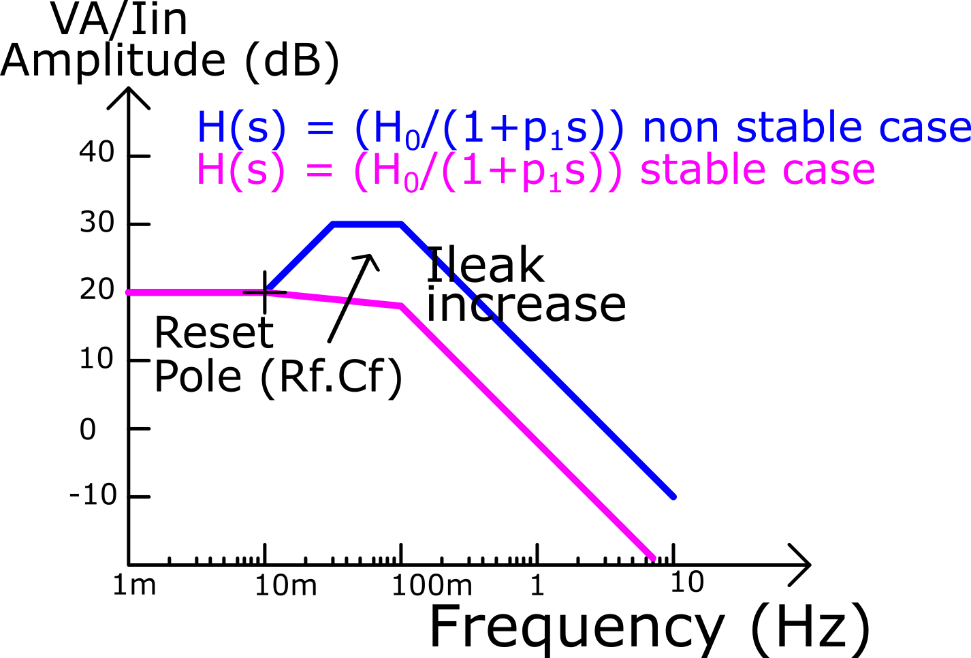 VA/Iin
Amplitude (dB)
H(s) = (H₀/(1+p₁s)) non stable case
H(s) = (H₀/(1+p₁s)) stable case
40
30
20
10
0
-10
Ileak
increase
Reset
Pole (Rf.Cf)
1m
10m
100m
1
10
Frequency (Hz)